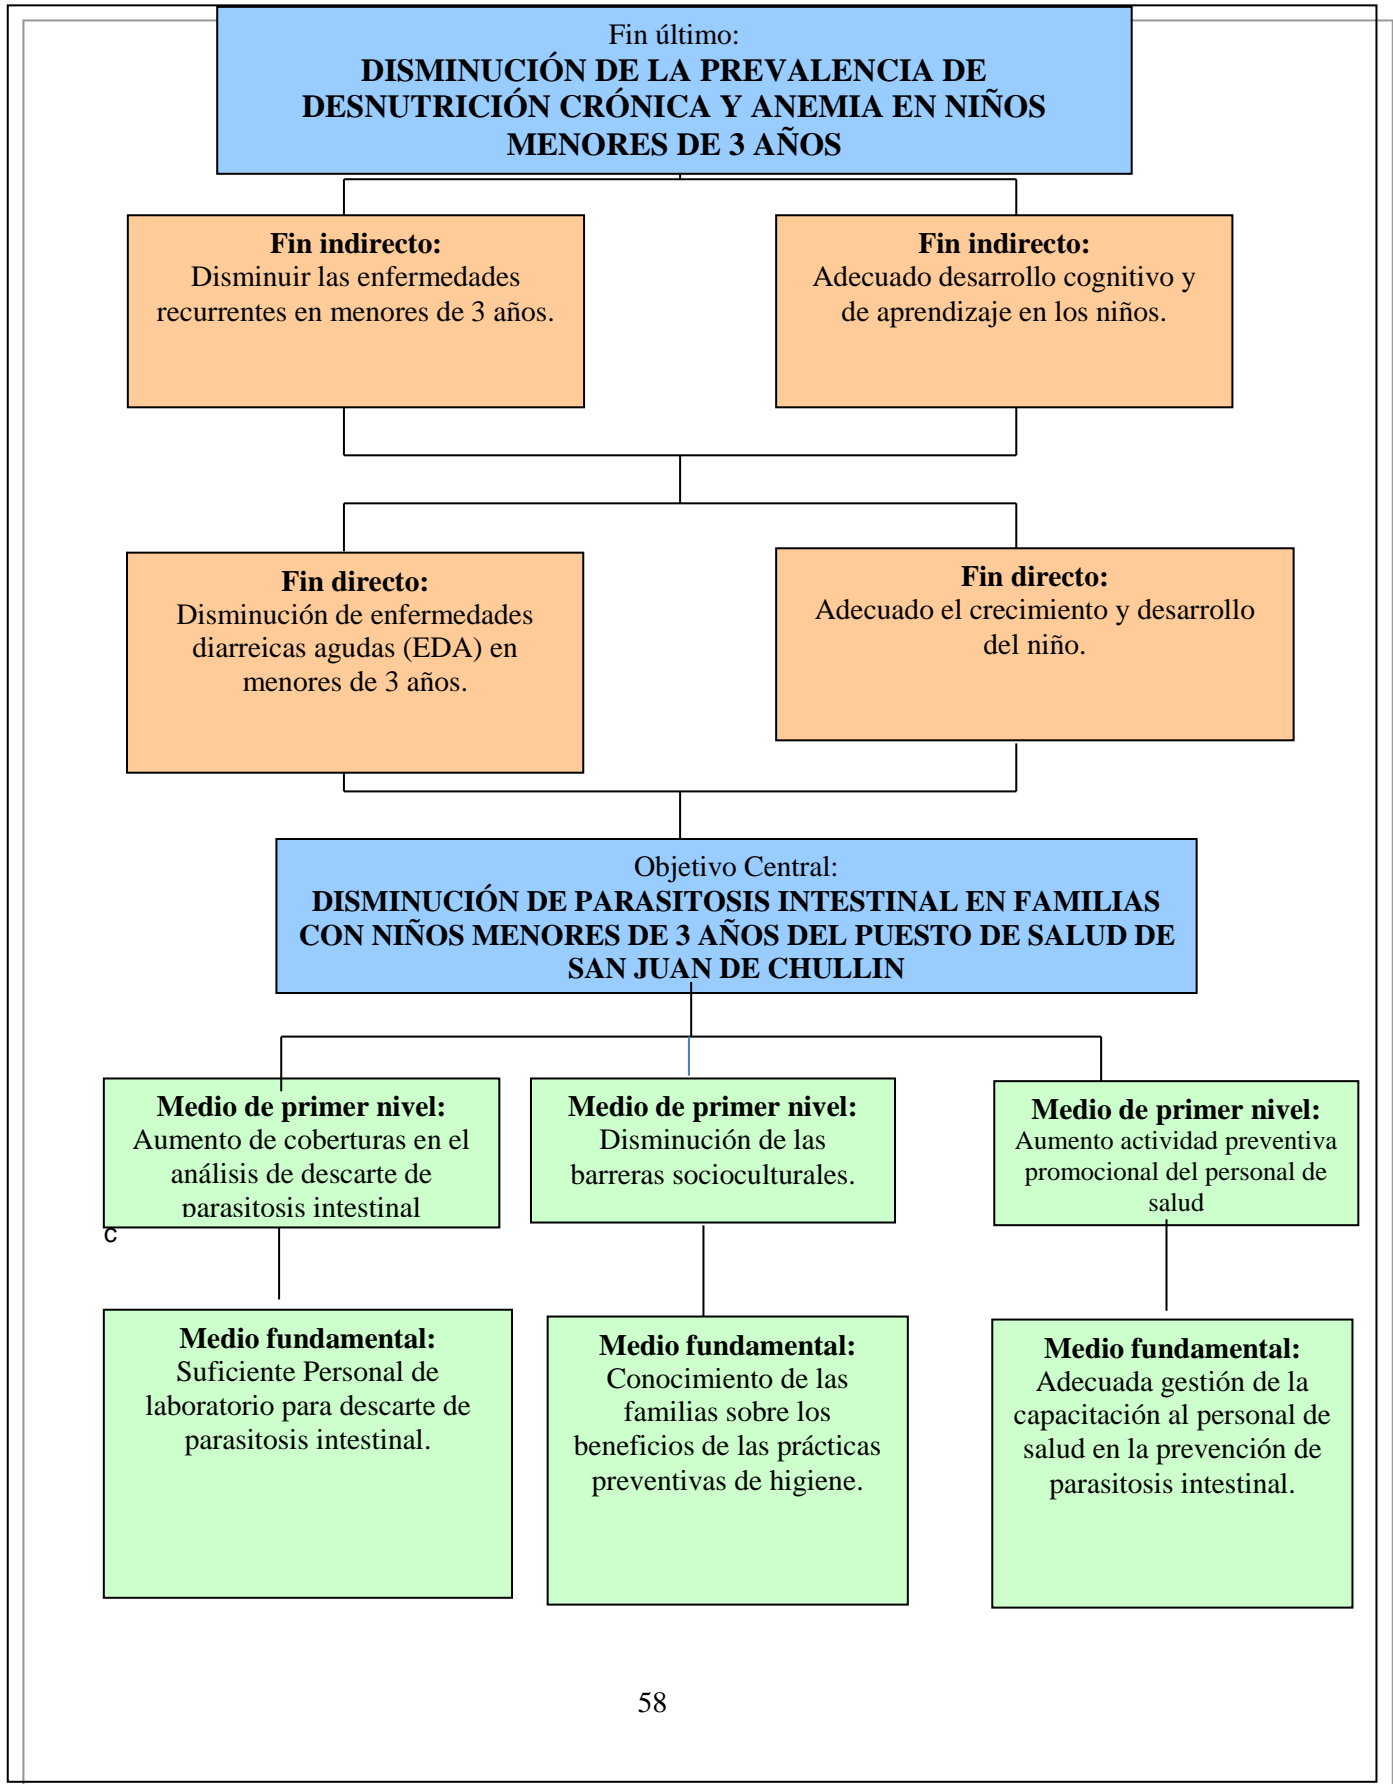 Fin último:
DISMINUCIÓN DE LA PREVALENCIA DE
DESNUTRICIÓN CRÓNICA Y ANEMIA EN NIÑOS
MENORES DE 3 AÑOS
Fin indirecto:
Disminuir las enfermedades
recurrentes en menores de 3 años.
Fin indirecto:
Adecuado desarrollo cognitivo y
de aprendizaje en los niños.
Fin directo:
Disminución de enfermedades
diarreicas agudas (EDA) en
menores de 3 años.
Fin directo:
Adecuado el crecimiento y desarrollo
del niño.
Objetivo Central:
DISMINUCIÓN DE PARASITOSIS INTESTINAL EN FAMILIAS
CON NIÑOS MENORES DE 3 AÑOS DEL PUESTO DE SALUD DE
SAN JUAN DE CHULLIN
Medio de primer nivel:
Aumento de coberturas en el
análisis de descarte de
parasitosis intestinal
c
Medio de primer nivel:
Disminución de las
barreras socioculturales.
Medio de primer nivel:
Aumento actividad preventiva
promocional del personal de
salud
Medio fundamental:
Suficiente Personal de
laboratorio para descarte de
parasitosis intestinal.
Medio fundamental:
Conocimiento de las
familias sobre los
beneficios de las prácticas
preventivas de higiene.
Medio fundamental:
Adecuada gestión de la
capacitación al personal de
salud en la prevención de
parasitosis intestinal.
58